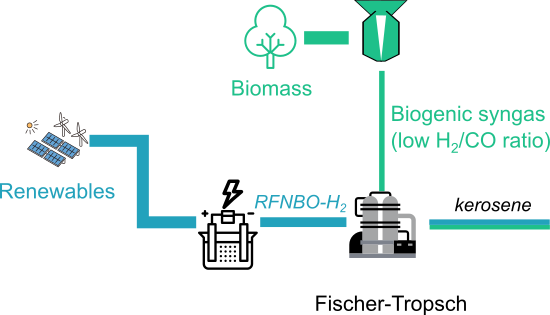 Biomass
Biogenic syngas
(low H₂/CO ratio)
Renewables
+ −
RFNBO-H₂
kerosene
Fischer-Tropsch